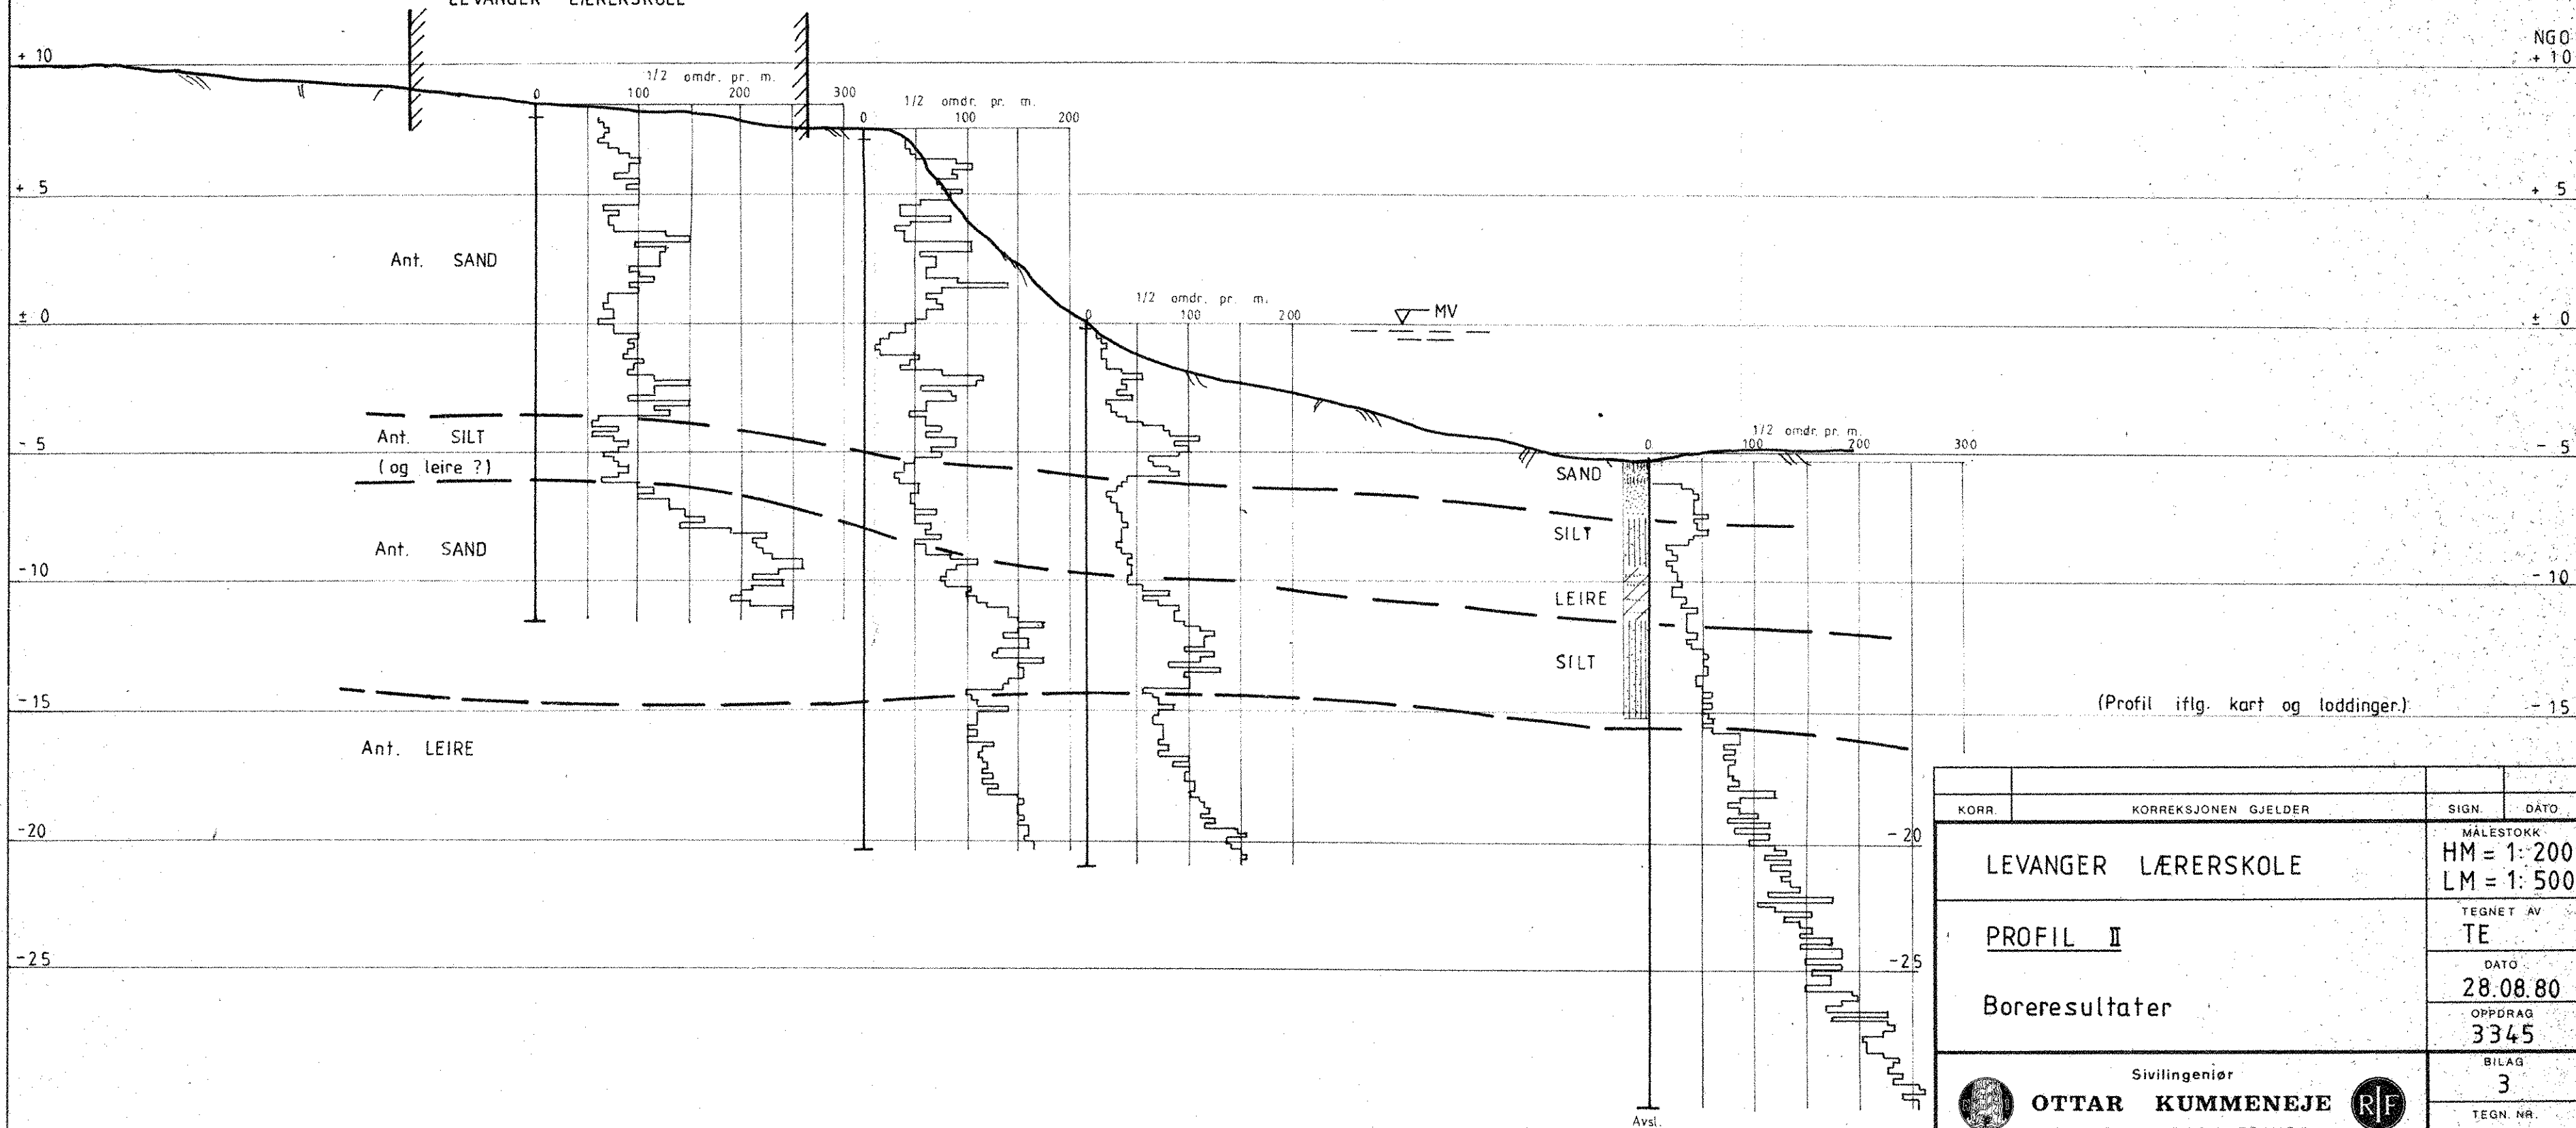 LEVANGER LÆRERSKOLE
NGO
+ 10
+ 10
1/2 omdr. pr. m.
0 100 200 300
1/2 omdr. pr. m.
0 100 200
+ 5
+ 5
Ant. SAND
1/2 omdr. pr. m.
0 100 200
MV
± 0
± 0
Ant. SILT
(og leire ?)
- 5
- 5
1/2 omdr. pr. m.
0 100 200 300
SAND
SILT
Ant. SAND
- 10
- 10
LEIRE
SILT
- 15
(Profil iflg. kart og loddinger.)
- 15
Ant. LEIRE
-20
-20
-25
-25
Avsl.
KORR. KORREKSJONEN GJELDER SIGN. DATO
LEVANGER LÆRERSKOLE
MÅLESTOKK
HM = 1: 200
LM = 1: 500
PROFIL II
Boreresultater
TEGNET AV
TE
DATO
28.08.80
OPPDRAG
3345
Sivilingeniør
OTTAR KUMMENEJE
RIF
BILAG
3
TEGN. NR.